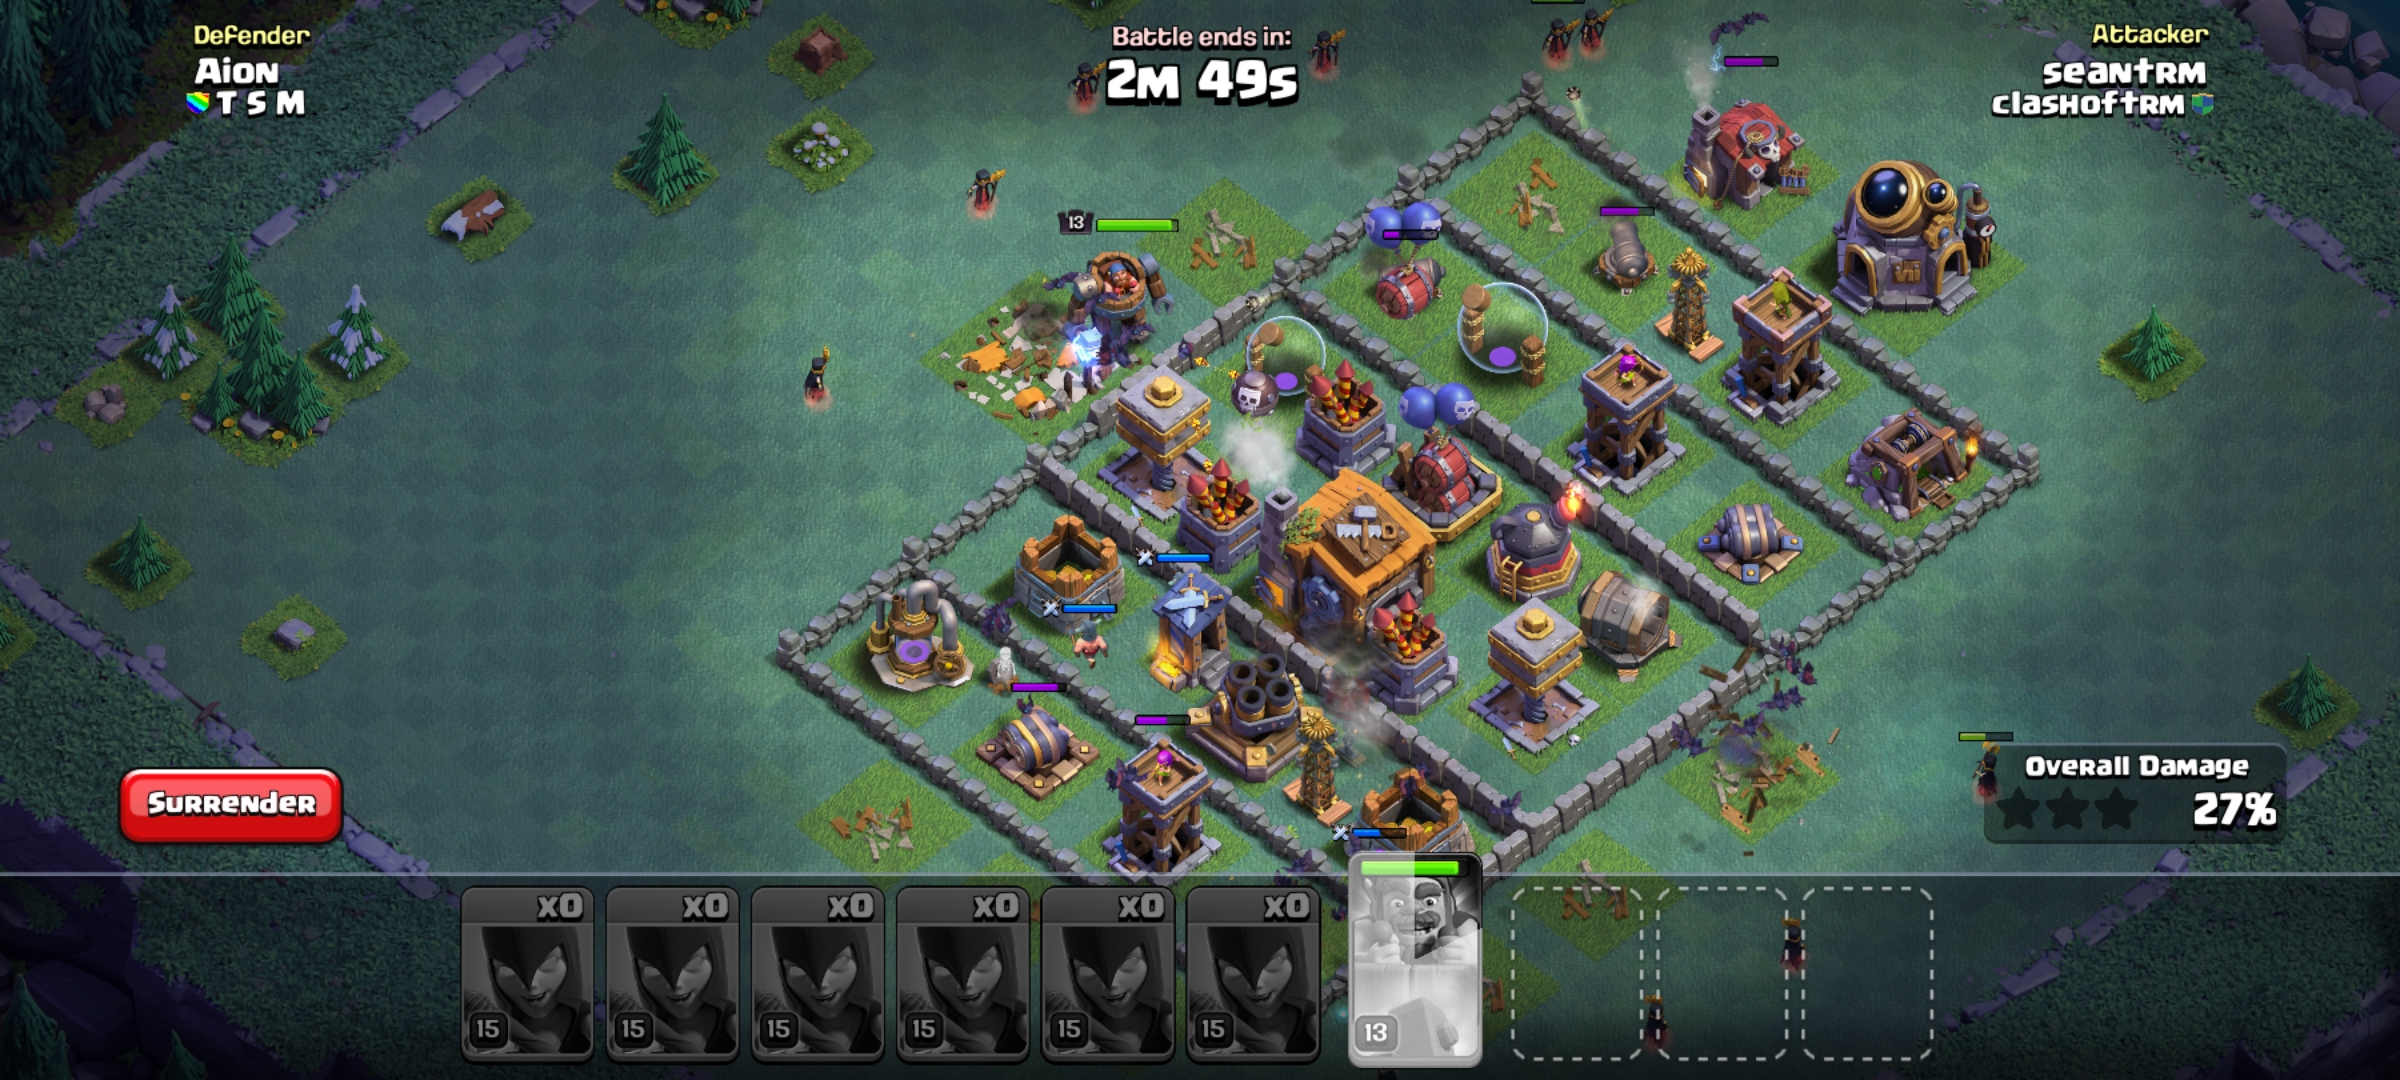 Defender
Aion
T S M
Battle ends in:
2M 49s
Attacker
seantRM
clashoftRM
13
Surrender
Overall Damage
27%
x0
x0
x0
x0
x0
x0
15
15
15
15
15
15
13